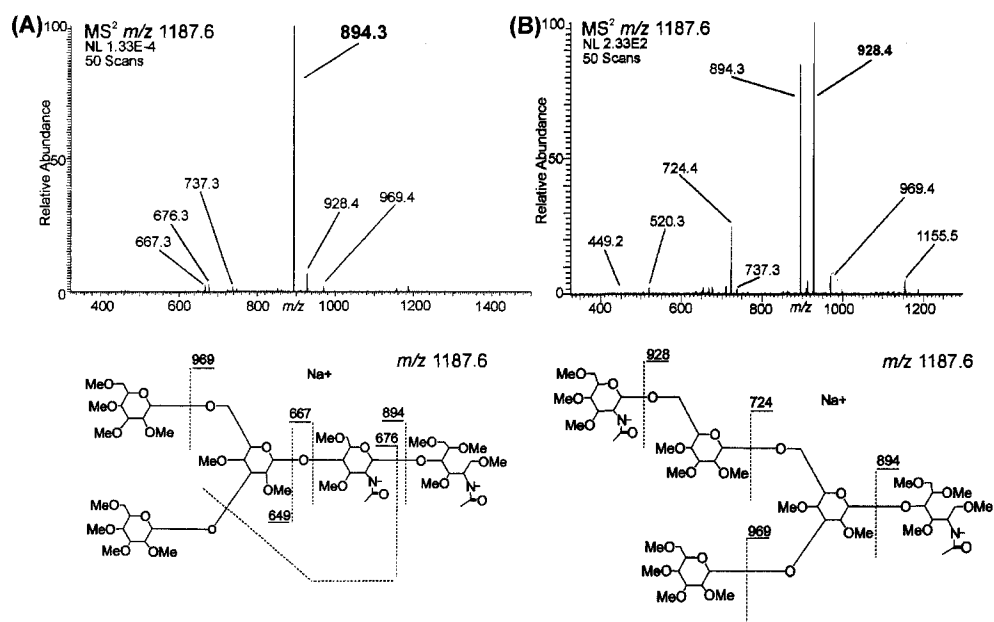 (A)
MS² m/z 1187.6
NL 1.33E-4
50 Scans
894.3
737.3
676.3
667.3
928.4
969.4
Relative Abundance
100
50
0
400 600 800 m/z 1000 1200 1400
(B)
MS² m/z 1187.6
NL 2.33E2
50 Scans
928.4
894.3
724.4
520.3
449.2
737.3
969.4
1155.5
Relative Abundance
100
50
0
400 600 800 m/z 1000 1200
m/z 1187.6
Na+
969
667
894
676
649
MeO
O
O
MeO
MeO
OMe
O
MeO
O
OMe
O
MeO
O
MeO
N
O
O
MeO
OMe
OMe
MeO
N
O
MeO
O
MeO
MeO
OMe
O
m/z 1187.6
Na+
928
724
894
969
MeO
O
O
MeO
MeO
N
O
O
MeO
MeO
OMe
O
O
MeO
OMe
O
MeO
OMe
OMe
MeO
N
O
MeO
O
MeO
MeO
OMe
O